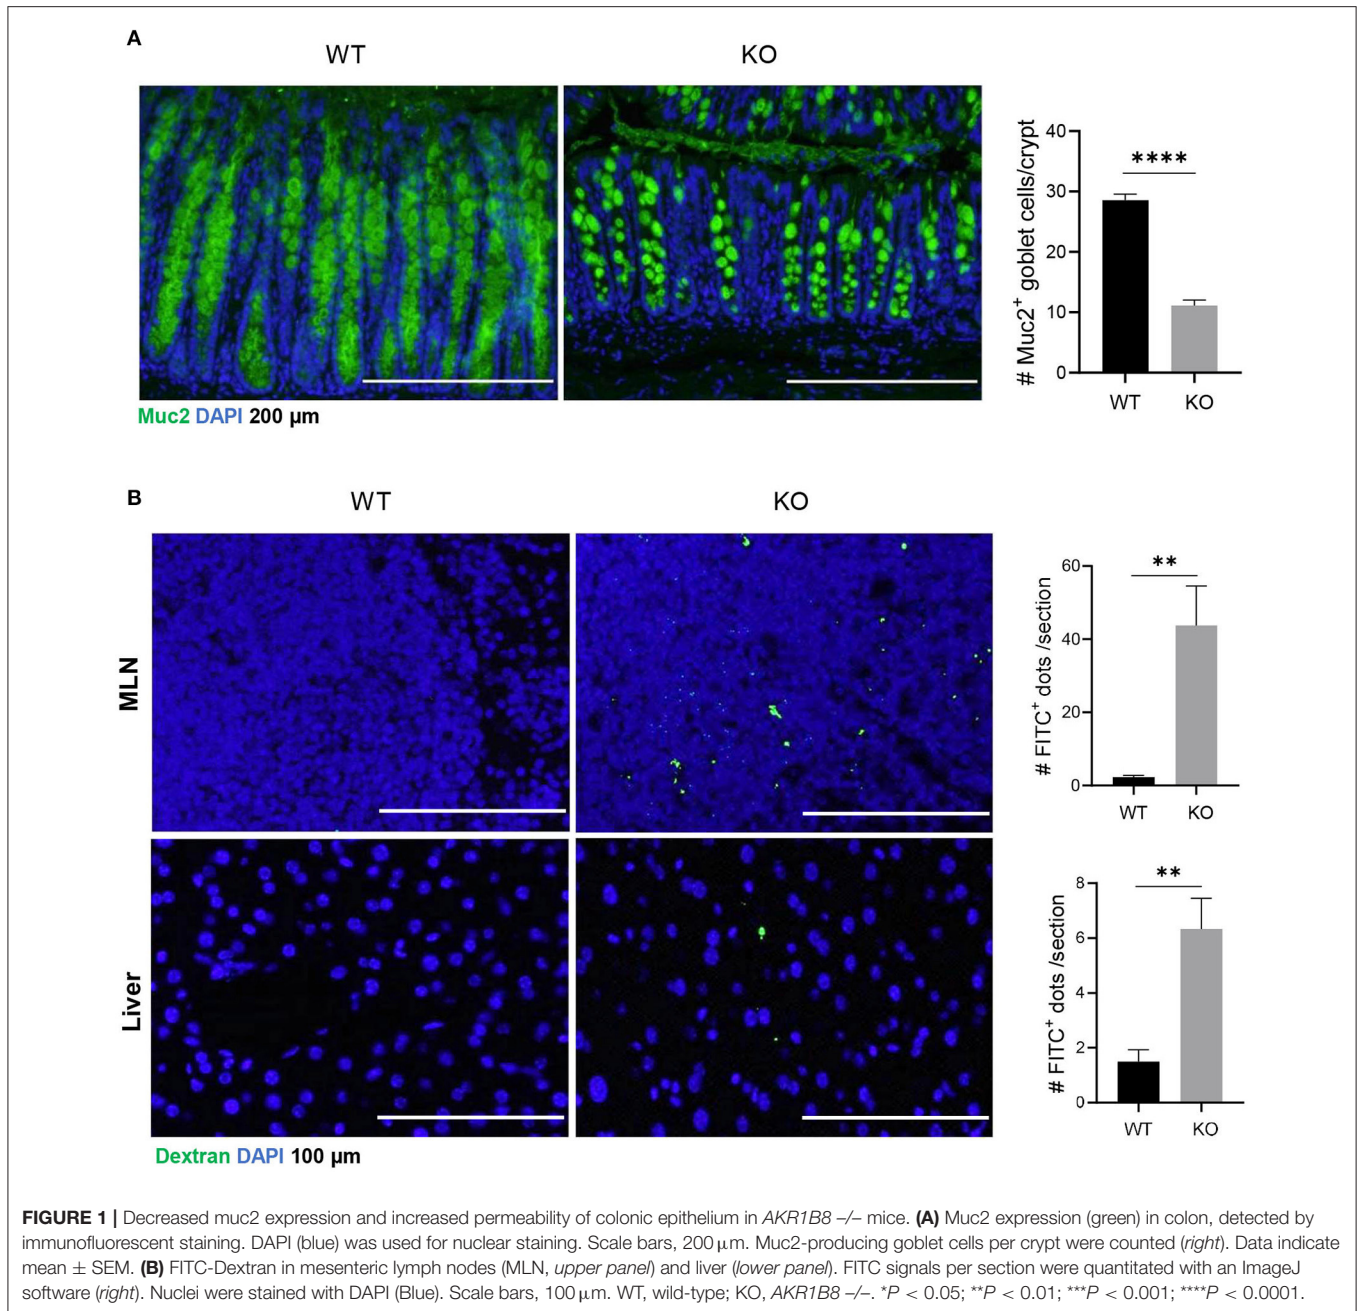 A
WT
KO
# Muc2+ goblet cells/crypt
40
30
20
10
0
****
WT
KO
Muc2 DAPI 200 µm
B
WT
KO
MLN
# FITC+ dots /section
60
40
20
0
**
WT
KO
Liver
# FITC+ dots /section
8
6
4
2
0
**
WT
KO
Dextran DAPI 100 µm
FIGURE 1 | Decreased muc2 expression and increased permeability of colonic epithelium in AKR1B8 –/– mice. (A) Muc2 expression (green) in colon, detected by
immunofluorescent staining. DAPI (blue) was used for nuclear staining. Scale bars, 200 µm. Muc2-producing goblet cells per crypt were counted (right). Data indicate
mean ± SEM. (B) FITC-Dextran in mesenteric lymph nodes (MLN, upper panel) and liver (lower panel). FITC signals per section were quantitated with an ImageJ
software (right). Nuclei were stained with DAPI (Blue). Scale bars, 100 µm. WT, wild-type; KO, AKR1B8 –/–. *P < 0.05; **P < 0.01; ***P < 0.001; ****P < 0.0001.